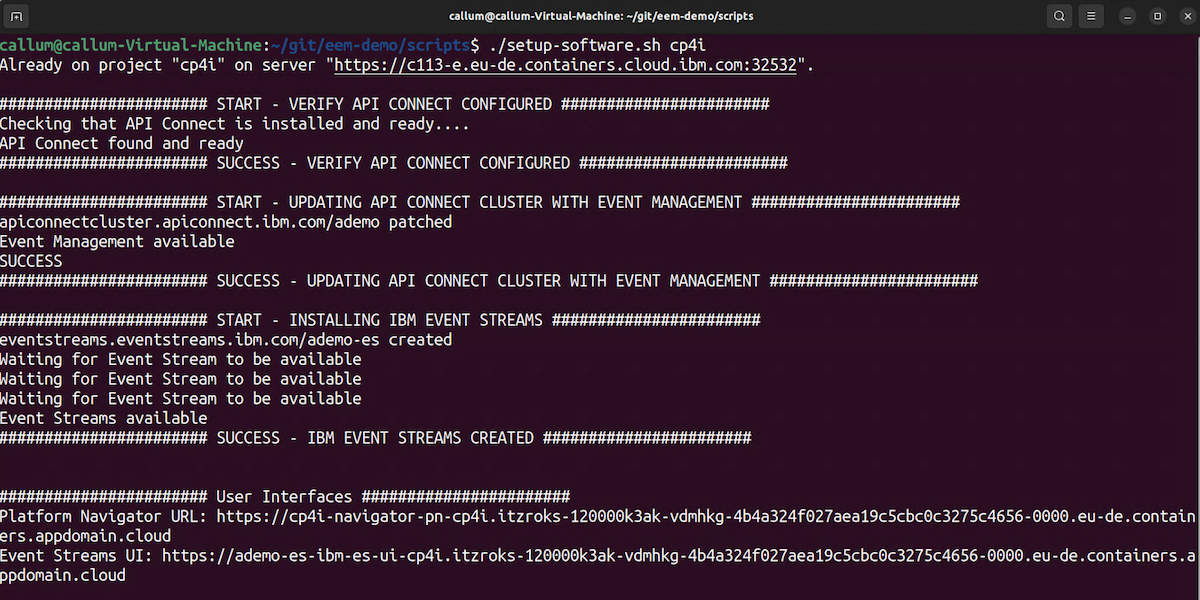 callum@callum-Virtual-Machine: ~/git/eem-demo/scripts
callum@callum-Virtual-Machine:~/git/eem-demo/scripts$ ./setup-software.sh cp4i
Already on project "cp4i" on server "https://c113-e.eu-de.containers.cloud.ibm.com:32532".
####################### START - VERIFY API CONNECT CONFIGURED #######################
Checking that API Connect is installed and ready....
API Connect found and ready
####################### SUCCESS - VERIFY API CONNECT CONFIGURED #######################
####################### START - UPDATING API CONNECT CLUSTER WITH EVENT MANAGEMENT #######################
apiconnectcluster.apiconnect.ibm.com/ademo patched
Event Management available
SUCCESS
####################### SUCCESS - UPDATING API CONNECT CLUSTER WITH EVENT MANAGEMENT #######################
####################### START - INSTALLING IBM EVENT STREAMS #######################
eventstreams.eventstreams.ibm.com/ademo-es created
Waiting for Event Stream to be available
Waiting for Event Stream to be available
Waiting for Event Stream to be available
Event Streams available
####################### SUCCESS - IBM EVENT STREAMS CREATED #######################
####################### User Interfaces #######################
Platform Navigator URL: https://cp4i-navigator-pn-cp4i.itzroks-120000k3ak-vdmhkg-4b4a324f027aea19c5cbc0c3275c4656-0000.eu-de.contain
ers.appdomain.cloud
Event Streams UI: https://ademo-es-ibm-es-ui-cp4i.itzroks-120000k3ak-vdmhkg-4b4a324f027aea19c5cbc0c3275c4656-0000.eu-de.containers.a
ppdomain.cloud